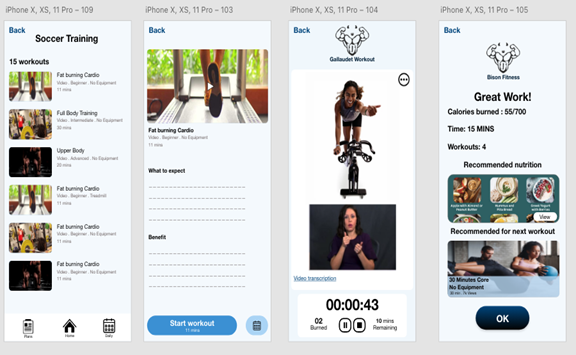 iPhone X, XS, 11 Pro – 109
Back
Soccer Training
15 workouts
Fat burning Cardio
Video . Beginner . No Equipment
11 mins
Full Body Training
Video . Intermediate . No Equipment
20 mins
Upper Body
Video . Advanced . No Equipment
20 mins
Fat burning Cardio
Video . Beginner . Treadmill
11 mins
Fat burning Cardio
Video . Beginner . No Equipment
11 mins
Fat burning Cardio
Video . Beginner . No Equipment
11 mins
Plans
Home
Daily
iPhone X, XS, 11 Pro – 103
Back
Fat burning Cardio
Video . Beginner . No Equipment
11 mins
What to expect
Benefit
Start workout
11 mins
iPhone X, XS, 11 Pro – 104
Back
Gallaudet Workout
Video transcription
00:00:43
02
Burned
10 mins
Remaining
iPhone X, XS, 11 Pro – 105
Back
Bison Fitness
Great Work!
Calories burned : 55/700
Time: 15 MINS
Workouts: 4
Recommended nutrition
View
Recommended for next workout
30 Minutes Core
No Equipment
OK